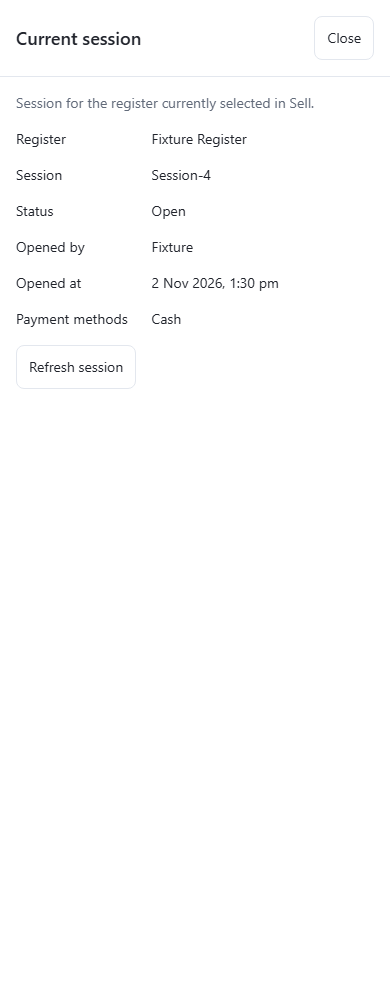 Current session
Close
Session for the register currently selected in Sell.
Register Fixture Register
Session Session-4
Status Open
Opened by Fixture
Opened at 2 Nov 2026, 1:30 pm
Payment methods Cash
Refresh session